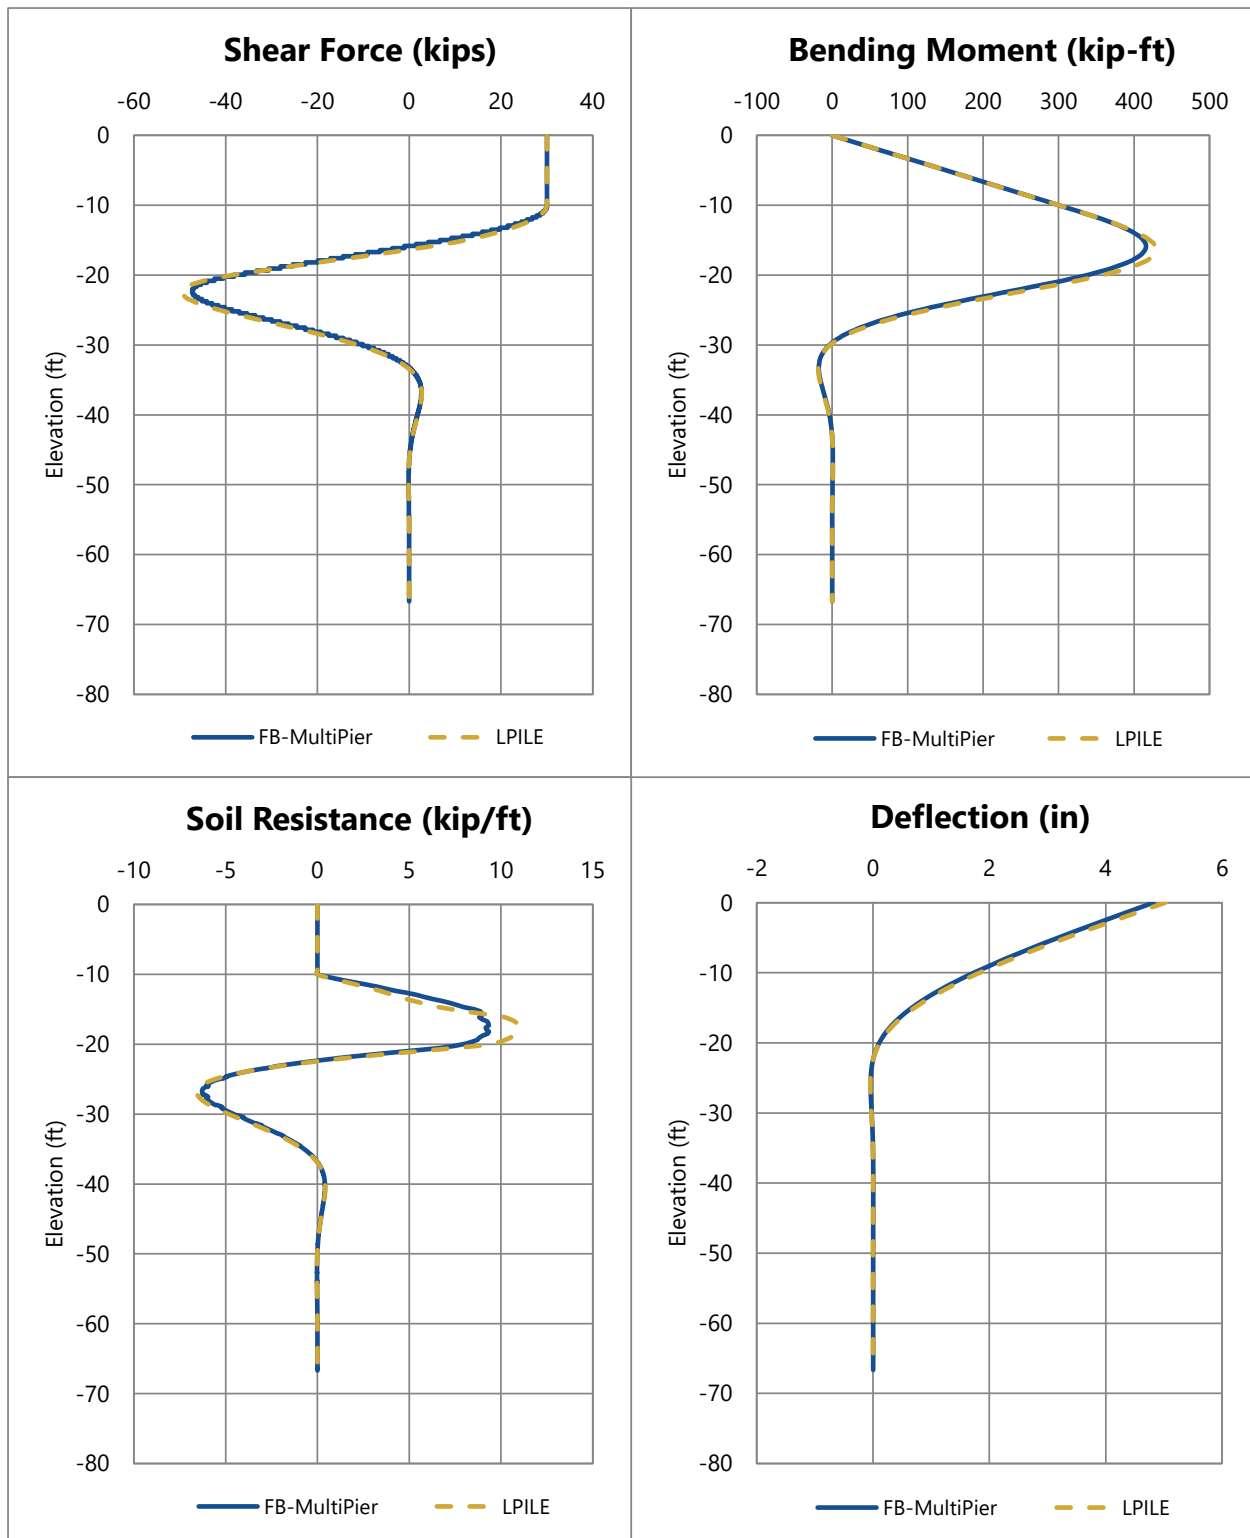 Shear Force (kips)
-60 -40 -20 0 20 40
0
-10
-20
-30
-40
-50
-60
-70
-80
Elevation (ft)
FB-MultiPier LPILE
Bending Moment (kip-ft)
-100 0 100 200 300 400 500
0
-10
-20
-30
-40
-50
-60
-70
-80
Elevation (ft)
FB-MultiPier LPILE
Soil Resistance (kip/ft)
-10 -5 0 5 10 15
0
-10
-20
-30
-40
-50
-60
-70
-80
Elevation (ft)
FB-MultiPier LPILE
Deflection (in)
-2 0 2 4 6
0
-10
-20
-30
-40
-50
-60
-70
-80
Elevation (ft)
FB-MultiPier LPILE